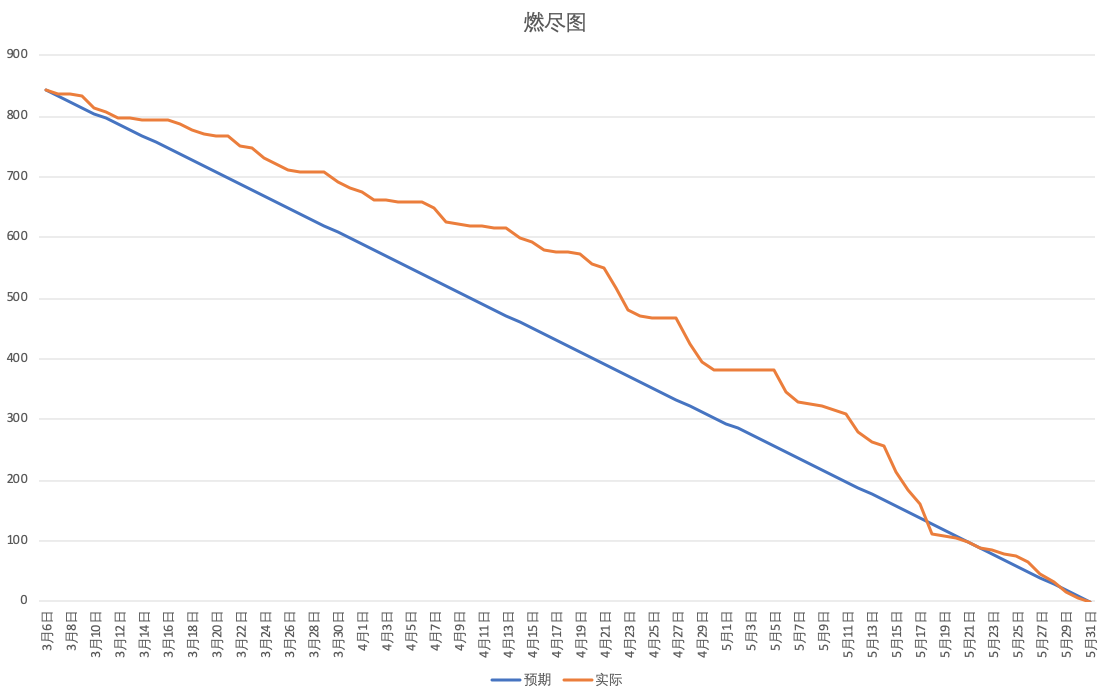 燃尽图
900
800
700
600
500
400
300
200
100
0
3月6日
3月8日
3月10日
3月12日
3月14日
3月16日
3月18日
3月20日
3月22日
3月24日
3月26日
3月28日
3月30日
4月1日
4月3日
4月5日
4月7日
4月9日
4月11日
4月13日
4月15日
4月17日
4月19日
4月21日
4月23日
4月25日
4月27日
4月29日
5月1日
5月3日
5月5日
5月7日
5月9日
5月11日
5月13日
5月15日
5月17日
5月19日
5月21日
5月23日
5月25日
5月27日
5月29日
5月31日
预期 实际